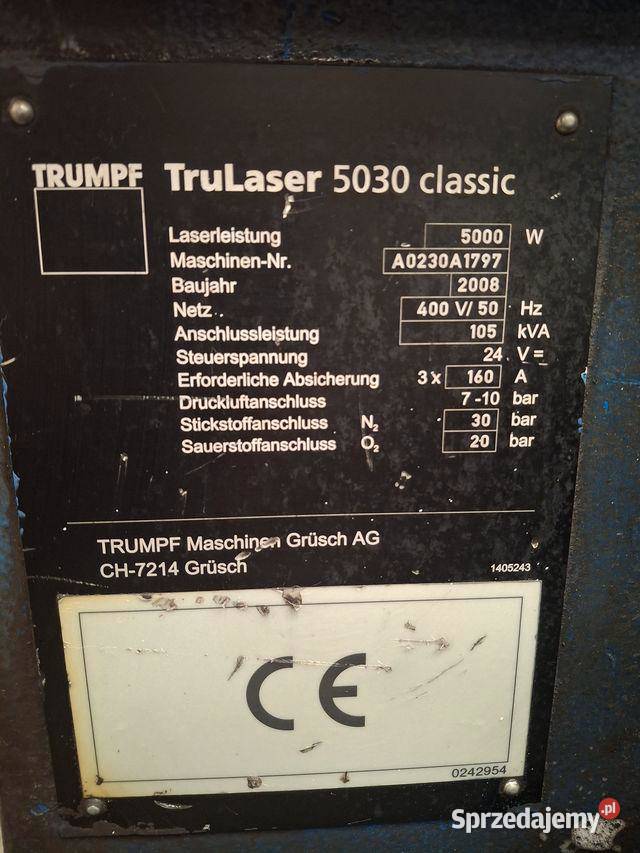 TRUMPF TruLaser 5030 classic
Laserleistung 5000 W
Maschinen-Nr. A0230A1797
Baujahr 2008
Netz 400 V/ 50 Hz
Anschlussleistung 105 kVA
Steuerspannung 24 V=
Erforderliche Absicherung 3 x 160 A
Druckluftanschluss 7 -10 bar
Stickstoffanschluss N₂ 30 bar
Sauerstoffanschluss O₂ 20 bar
TRUMPF Maschinen Grüsch AG
CH-7214 Grüsch 1405243
CE
0242954
Sprzedajemy.pl